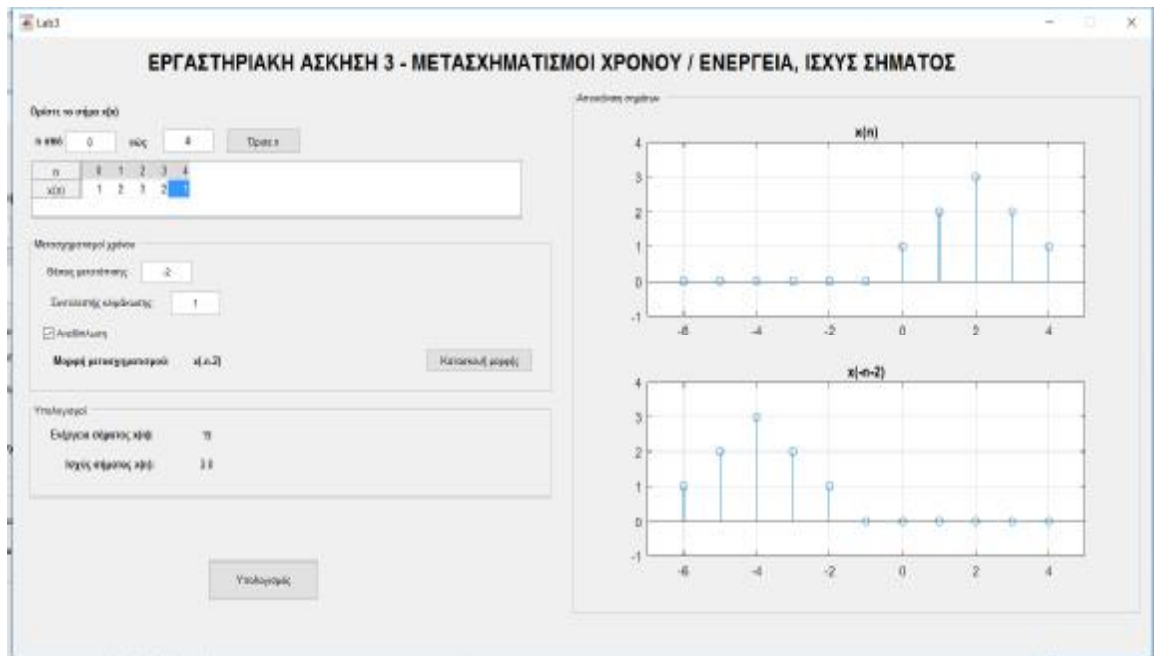 Lab3
ΕΡΓΑΣΤΗΡΙΑΚΗ ΑΣΚΗΣΗ 3 - ΜΕΤΑΣΧΗΜΑΤΙΣΜΟΙ ΧΡΟΝΟΥ / ΕΝΕΡΓΕΙΑ, ΙΣΧΥΣ ΣΗΜΑΤΟΣ
Ορίστε το σήμα x(n)
n από 0 εώς 4 Όρισε n
n 0 1 2 3 4
x(n) 1 2 3 2 1
Μετασχηματισμοί χρόνου
Θέσεις μετατόπισης: -2
Συντελεστής κλιμάκωσης: 1
Αναδίπλωση
Μορφή μετασχηματισμού: x(-n-2)
Κατασκευή μορφής
Υπολογισμοί
Ενέργεια σήματος x(n): 19
Ισχύς σήματος x(n): 3.8
Υπολογισμός
Απεικόνιση σημάτων
x(n)
4
3
2
1
0
-1
-6 -4 -2 0 2 4
x(-n-2)
4
3
2
1
0
-1
-6 -4 -2 0 2 4